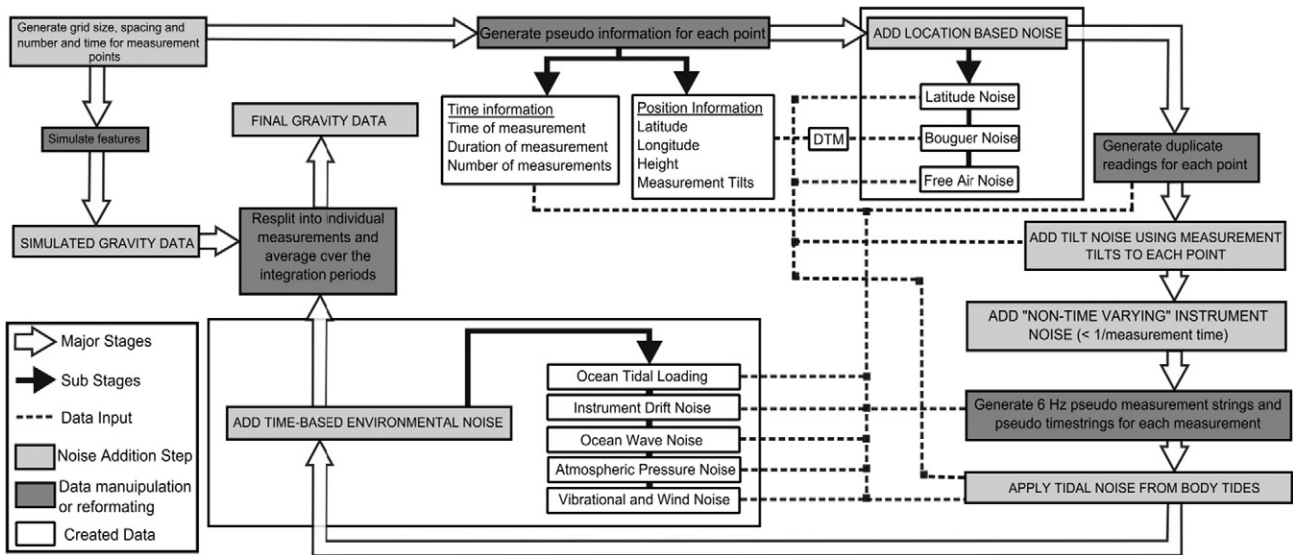 Generate grid size, spacing and
number and time for measurement
points
Generate pseudo information for each point
ADD LOCATION BASED NOISE
Time information
Time of measurement
Duration of measurement
Number of measurements
Position Information
Latitude
Longitude
Height
Measurement Tilts
DTM
Latitude Noise
Bouguer Noise
Free Air Noise
Simulate features
FINAL GRAVITY DATA
Generate duplicate
readings for each point
SIMULATED GRAVITY DATA
Resplit into individual
measurements and
average over the
integration periods
ADD TILT NOISE USING MEASUREMENT
TILTS TO EACH POINT
ADD "NON-TIME VARYING" INSTRUMENT
NOISE (< 1/measurement time)
Generate 6 Hz pseudo measurement strings and
pseudo timestrings for each measurement
APPLY TIDAL NOISE FROM BODY TIDES
ADD TIME-BASED ENVIRONMENTAL NOISE
Ocean Tidal Loading
Instrument Drift Noise
Ocean Wave Noise
Atmospheric Pressure Noise
Vibrational and Wind Noise
Major Stages
Sub Stages
Data Input
Noise Addition Step
Data manuipulation
or reformating
Created Data